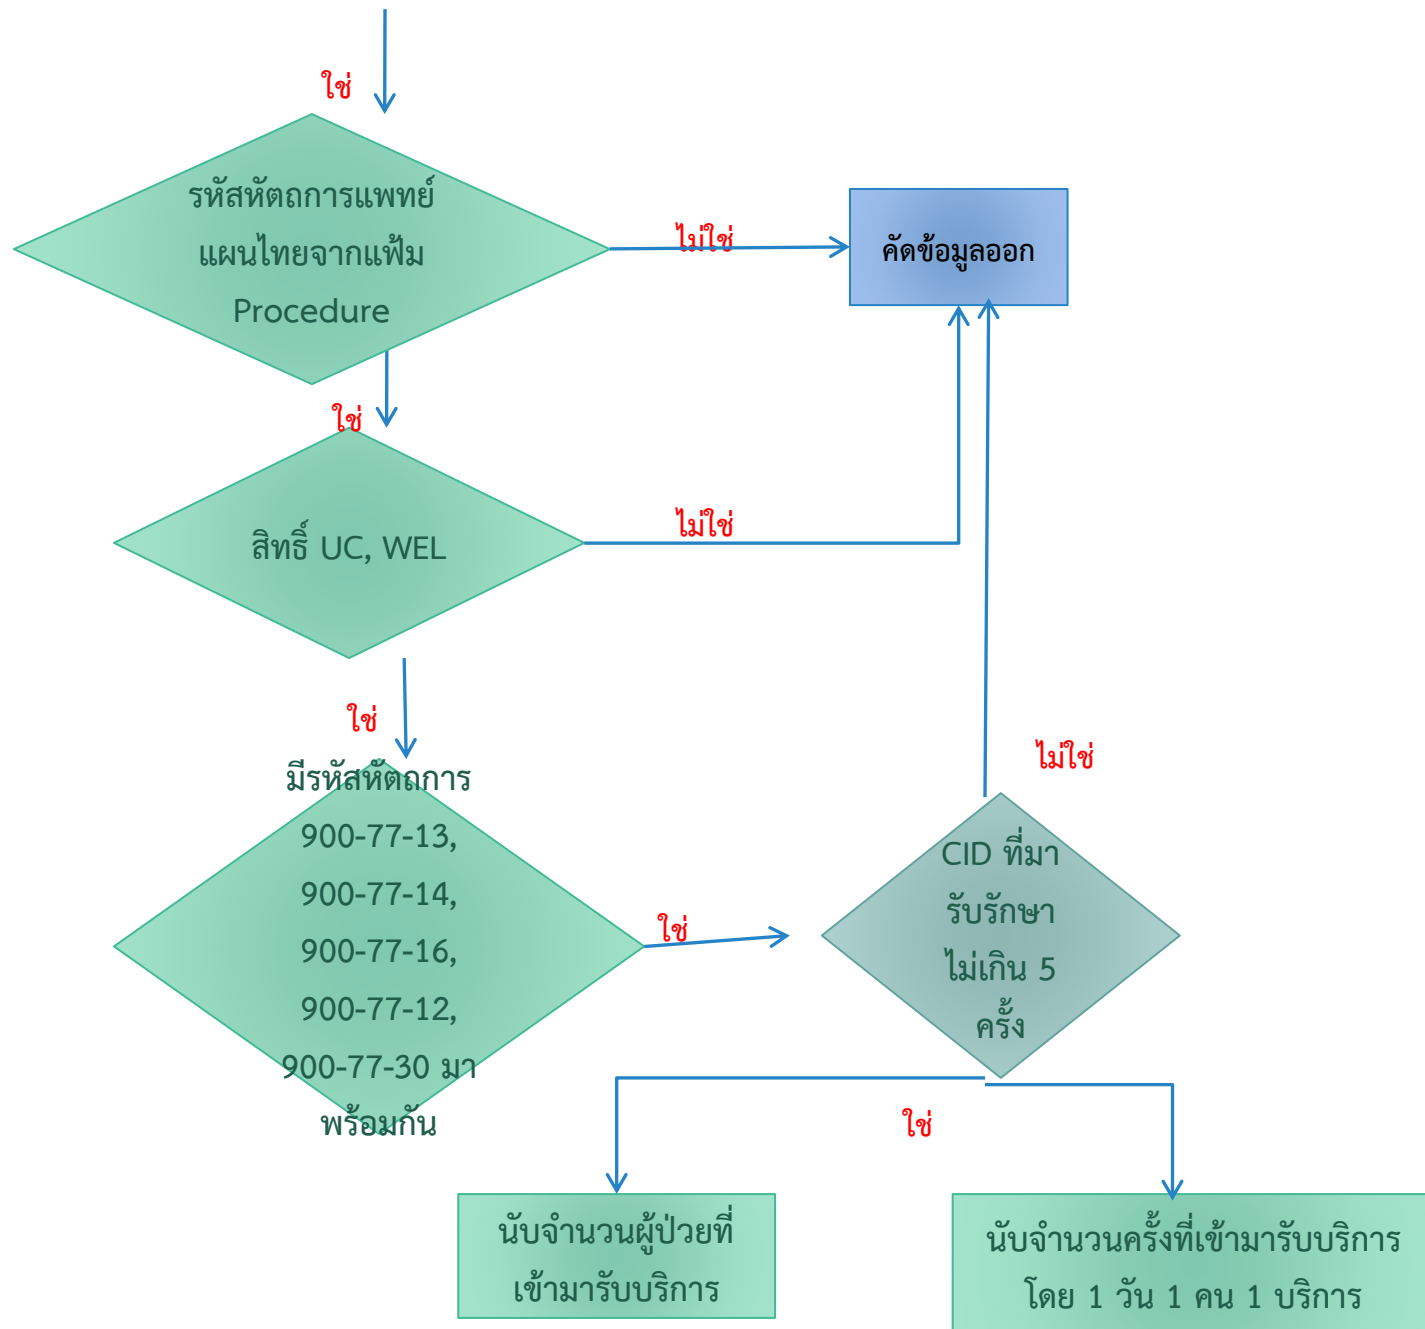 ใช่
รหัสหัตถการแพทย์
แผนไทยจากแฟ้ม
Procedure
ไม่ใช่
คัดข้อมูลออก
ใช่
สิทธิ์ UC, WEL
ไม่ใช่
ใช่
มีรหัสหัตถการ
900-77-13,
900-77-14,
900-77-16,
900-77-12,
900-77-30 มา
พร้อมกัน
ใช่
ไม่ใช่
CID ที่มา
รับรักษา
ไม่เกิน 5
ครั้ง
ใช่
นับจำนวนผู้ป่วยที่
เข้ามารับบริการ
นับจำนวนครั้งที่เข้ามารับบริการ
โดย 1 วัน 1 คน 1 บริการ